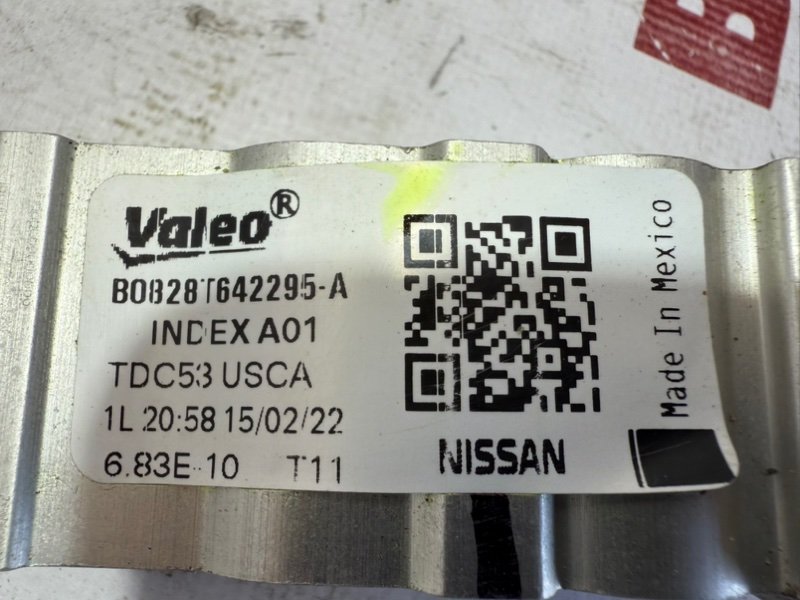 Valeo®
B0828T642295-A
INDEX A01
TDC53 USCA
1L 20:58 15/02/22
6.83E-10 T11
NISSAN
Made In Mexico